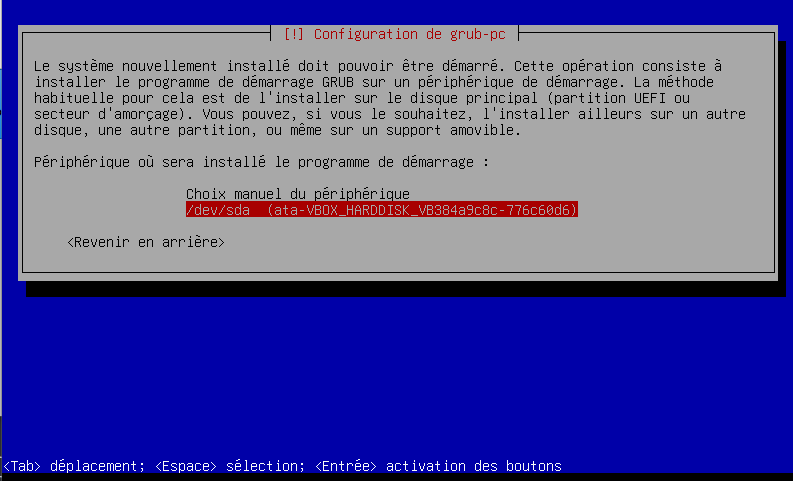 [!] Configuration de grub-pc
Le système nouvellement installé doit pouvoir être démarré. Cette opération consiste à
installer le programme de démarrage GRUB sur un périphérique de démarrage. La méthode
habituelle pour cela est de l'installer sur le disque principal (partition UEFI ou
secteur d'amorçage). Vous pouvez, si vous le souhaitez, l'installer ailleurs sur un autre
disque, une autre partition, ou même sur un support amovible.
Périphérique où sera installé le programme de démarrage :
Choix manuel du périphérique
/dev/sda  (ata-VBOX_HARDDISK_VB384a9c8c-776c60d6)
<Revenir en arrière>
<Tab> déplacement; <Espace> sélection; <Entrée> activation des boutons